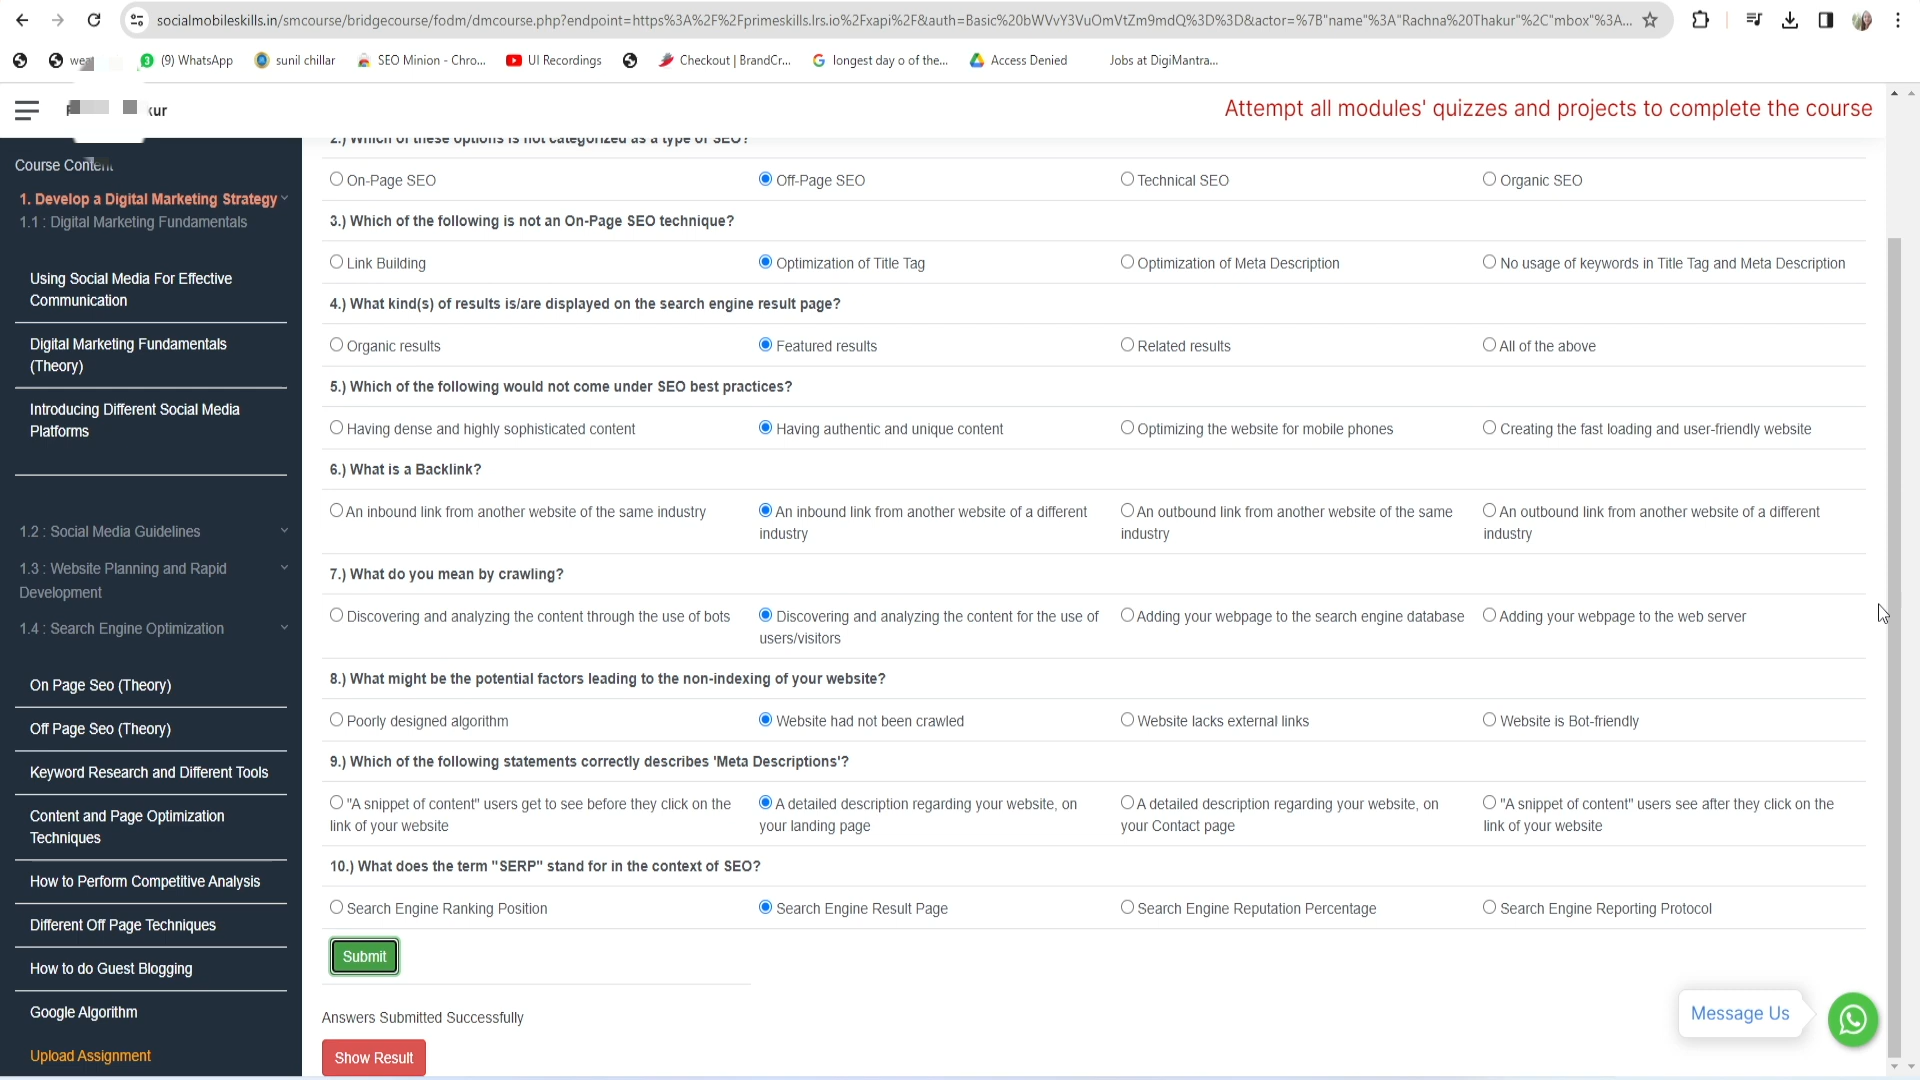 socialmobileskills.in/smcourse/bridgecourse/fodm/dmcourse.php?endpoint=https%3A%2F%2Fprimeskills.lrs.io%2Fxapi%2F&auth=Basic%20bWVvY3VuOmVtZm9mdQ%3D%3D&actor=%7B"name"%3A"Rachna%20Thakur"%2C"mbox"%3A...
(9) WhatsApp sunil chillar SEO Minion - Chro... UI Recordings Checkout | BrandCr... longest day o of the... Access Denied Jobs at DigiMantra...
kur
Attempt all modules' quizzes and projects to complete the course
Course Content
1. Develop a Digital Marketing Strategy
1.1 : Digital Marketing Fundamentals
Using Social Media For Effective
Communication
Digital Marketing Fundamentals
(Theory)
Introducing Different Social Media
Platforms
1.2 : Social Media Guidelines
1.3 : Website Planning and Rapid
Development
1.4 : Search Engine Optimization
On Page Seo (Theory)
Off Page Seo (Theory)
Keyword Research and Different Tools
Content and Page Optimization
Techniques
How to Perform Competitive Analysis
Different Off Page Techniques
How to do Guest Blogging
Google Algorithm
Upload Assignment
2.) Which of these options is not categorized as a type of SEO?
On-Page SEO Off-Page SEO Technical SEO Organic SEO
3.) Which of the following is not an On-Page SEO technique?
Link Building Optimization of Title Tag Optimization of Meta Description No usage of keywords in Title Tag and Meta Description
4.) What kind(s) of results is/are displayed on the search engine result page?
Organic results Featured results Related results All of the above
5.) Which of the following would not come under SEO best practices?
Having dense and highly sophisticated content Having authentic and unique content Optimizing the website for mobile phones Creating the fast loading and user-friendly website
6.) What is a Backlink?
An inbound link from another website of the same industry An inbound link from another website of a different An outbound link from another website of the same An outbound link from another website of a different
industry industry industry
7.) What do you mean by crawling?
Discovering and analyzing the content through the use of bots Discovering and analyzing the content for the use of Adding your webpage to the search engine database Adding your webpage to the web server
users/visitors
8.) What might be the potential factors leading to the non-indexing of your website?
Poorly designed algorithm Website had not been crawled Website lacks external links Website is Bot-friendly
9.) Which of the following statements correctly describes 'Meta Descriptions'?
"A snippet of content" users get to see before they click on the A detailed description regarding your website, on A detailed description regarding your website, on "A snippet of content" users see after they click on the
link of your website your landing page your Contact page link of your website
10.) What does the term "SERP" stand for in the context of SEO?
Search Engine Ranking Position Search Engine Result Page Search Engine Reputation Percentage Search Engine Reporting Protocol
Submit
Answers Submitted Successfully
Show Result
Message Us